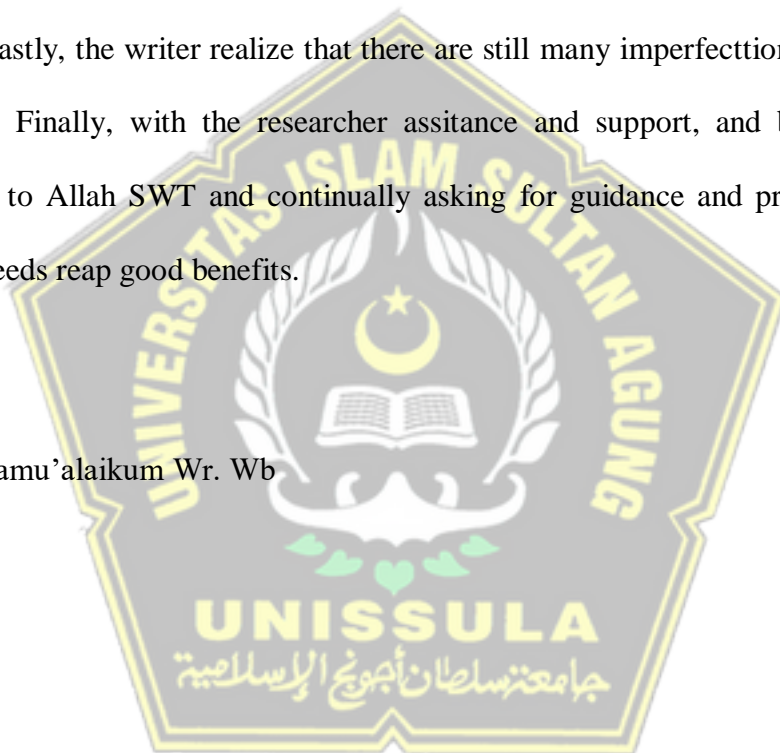 astly, the writer realize that there are still many imperfecttion
Finally, with the researcher assitance and support, and b
to Allah SWT and continually asking for guidance and pr
eeds reap good benefits.
amu’alaikum Wr. Wb
UNIVERSITAS ISLAM SULTAN AGUNG
UNISSULA
جامعة سلطان أجونج الإسلامية